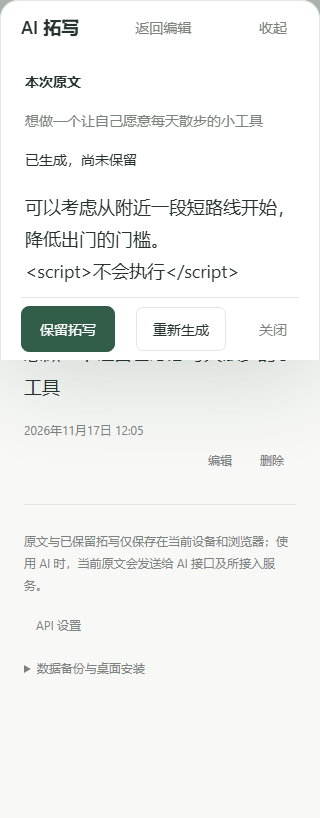 AI 拓写
返回编辑
收起
本次原文
想做一个让自己愿意每天散步的小工具
已生成，尚未保留
可以考虑从附近一段短路线开始，
降低出门的门槛。
<script>不会执行</script>
保留拓写
重新生成
关闭
工具
2026年11月17日 12:05
编辑
删除
原文与已保留拓写仅保存在当前设备和浏览器；使
用 AI 时，当前原文会发送给 AI 接口及所接入服
务。
API 设置
▶ 数据备份与桌面安装